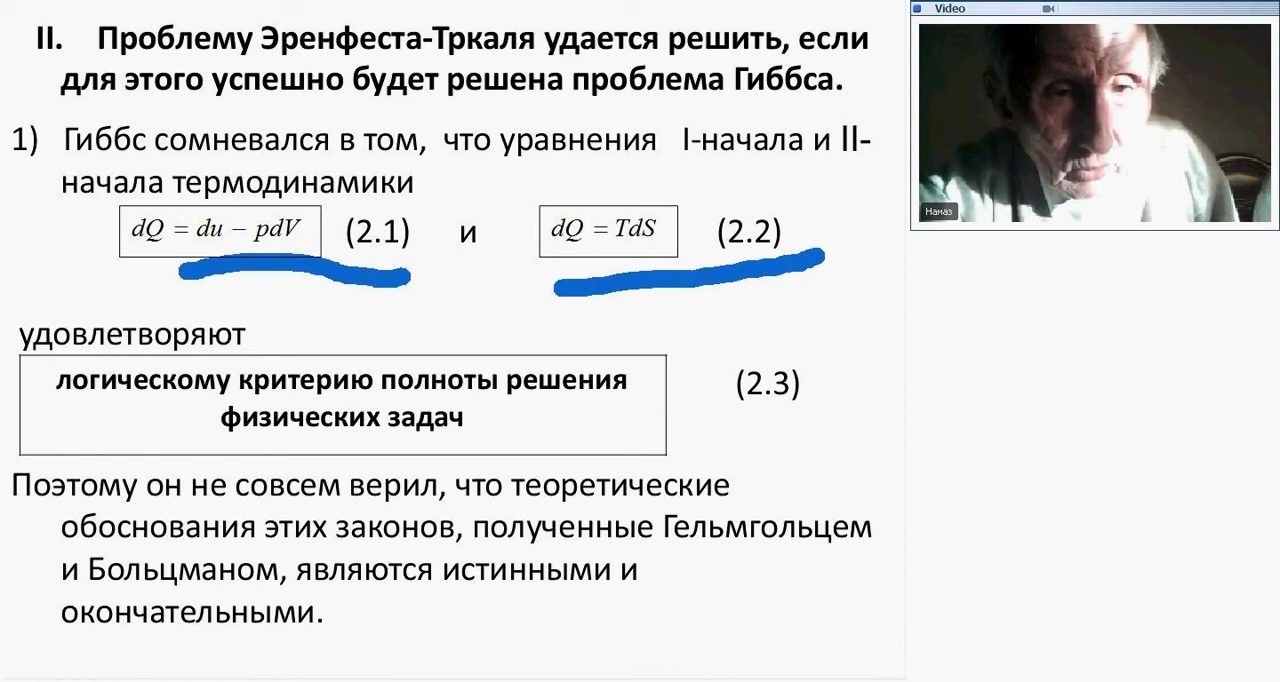 II. Проблему Эренфеста-Тркаля удается решить, если
для этого успешно будет решена проблема Гиббса.
1) Гиббс сомневался в том, что уравнения I-начала и II-
начала термодинамики
dQ = du − pdV (2.1) и dQ = TdS (2.2)
удовлетворяют
логическому критерию полноты решения
физических задач
(2.3)
Поэтому он не совсем верил, что теоретические
обоснования этих законов, полученные Гельмгольцем
и Больцманом, являются истинными и
окончательными.
Video
Намаз